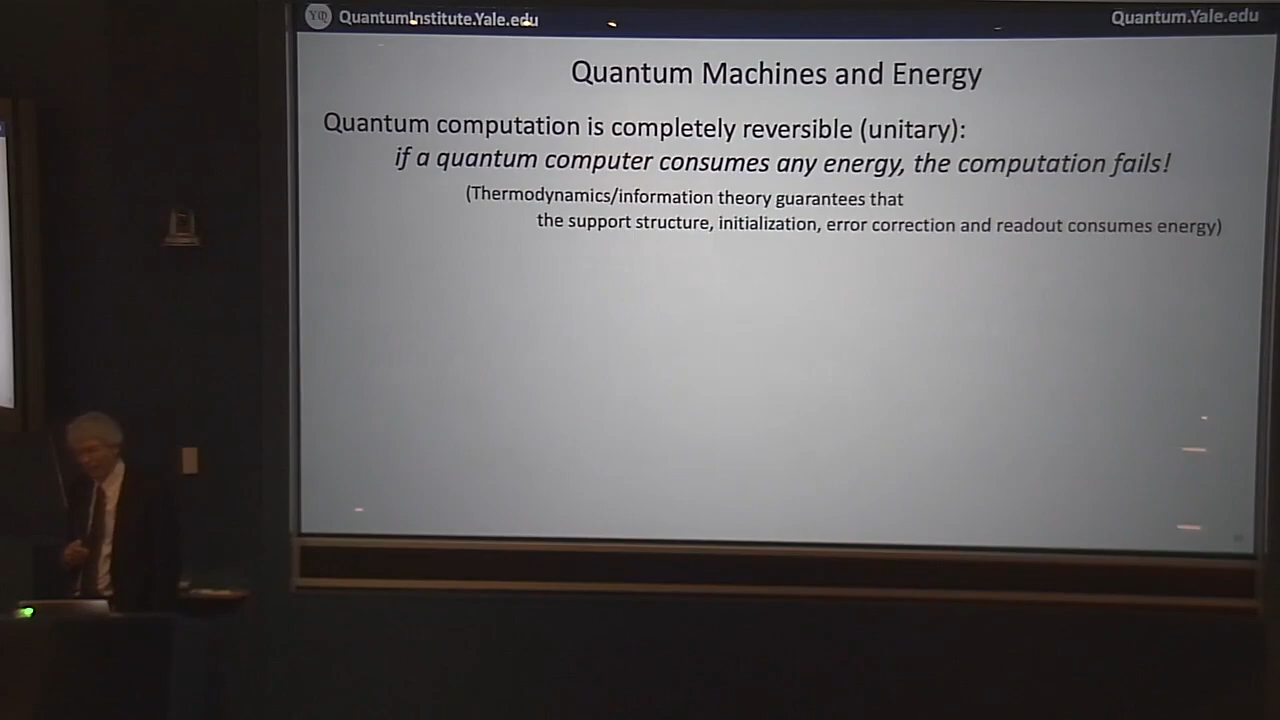 YQ QuantumInstitute.Yale.edu
Quantum.Yale.edu
Quantum Machines and Energy
Quantum computation is completely reversible (unitary):
if a quantum computer consumes any energy, the computation fails!
(Thermodynamics/information theory guarantees that
the support structure, initialization, error correction and readout consumes energy)